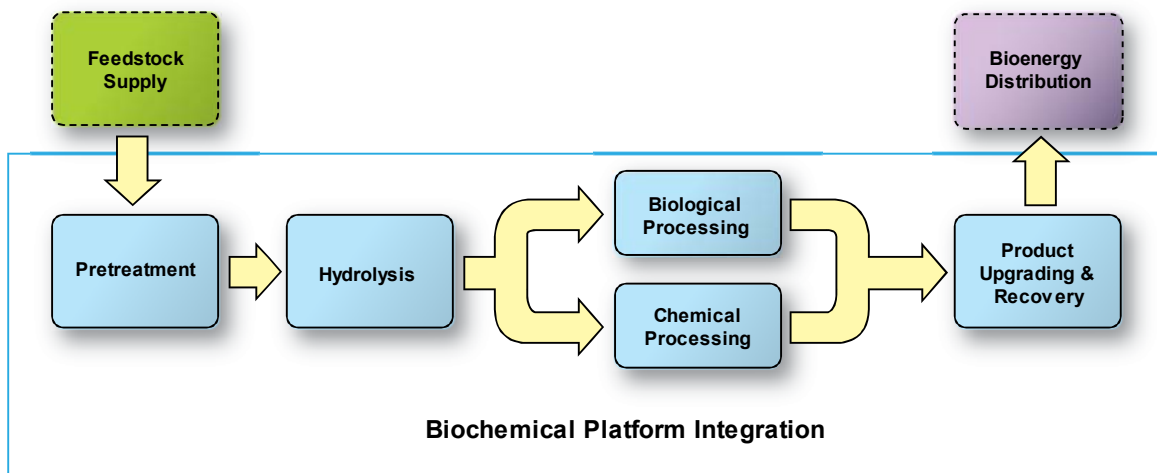 Feedstock
Supply
Bioenergy
Distribution
Pretreatment
Hydrolysis
Biological
Processing
Chemical
Processing
Product
Upgrading &
Recovery
Biochemical Platform Integration